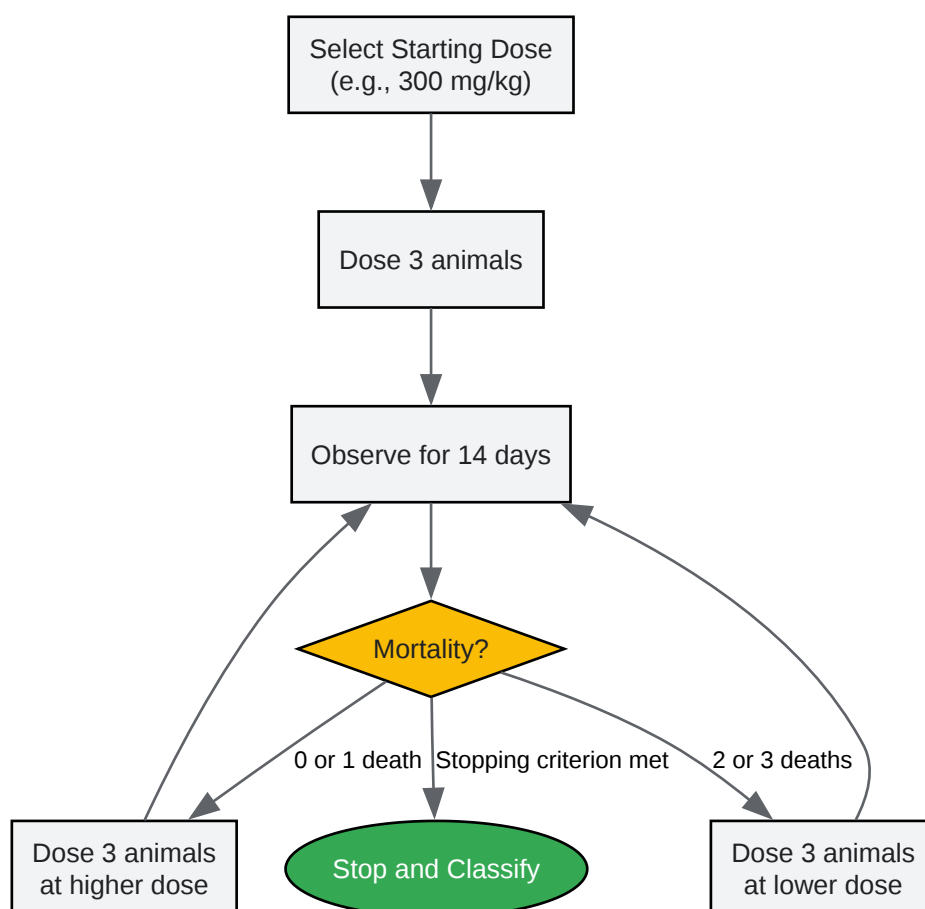 Select Starting Dose
(e.g., 300 mg/kg)
Dose 3 animals
Observe for 14 days
Mortality?
0 or 1 death
Stopping criterion met
2 or 3 deaths
Dose 3 animals
at higher dose
Stop and Classify
Dose 3 animals
at lower dose